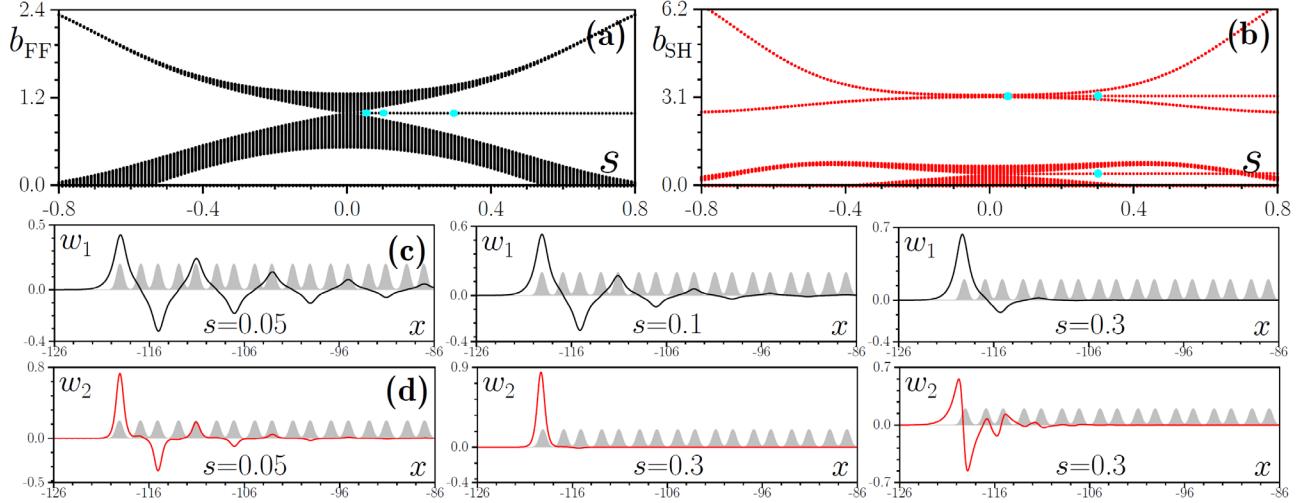 2.4 b_FF (a) 6.2 b_SH (b)
1.2 3.1
0.0 s 0.0 s
-0.8 -0.4 0.0 0.4 0.8 -0.8 -0.4 0.0 0.4 0.8
0.5 w_1 (c) 0.6 w_1 0.7 w_1
0.0 0.0 0.0
-0.4 s=0.05 x -0.4 s=0.1 x -0.4 s=0.3 x
-126 -116 -106 -96 -86 -126 -116 -106 -96 -86 -126 -116 -106 -96 -86
0.8 w_2 (d) 0.9 w_2 0.7 w_2
0.0 0.0 0.0
-0.5 s=0.05 x -0.4 s=0.3 x -0.7 s=0.3 x
-126 -116 -106 -96 -86 -126 -116 -106 -96 -86 -126 -116 -106 -96 -86